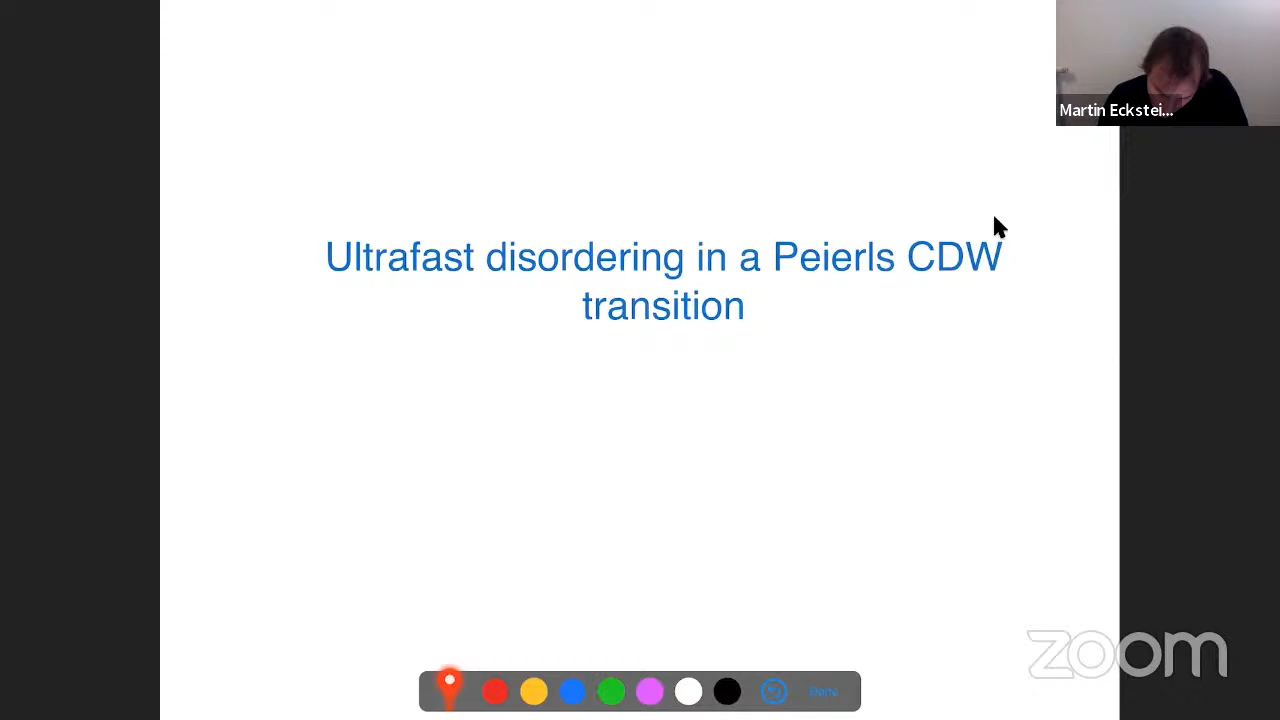 Martin Eckstei...
Ultrafast disordering in a Peierls CDW
transition
zoom
Done